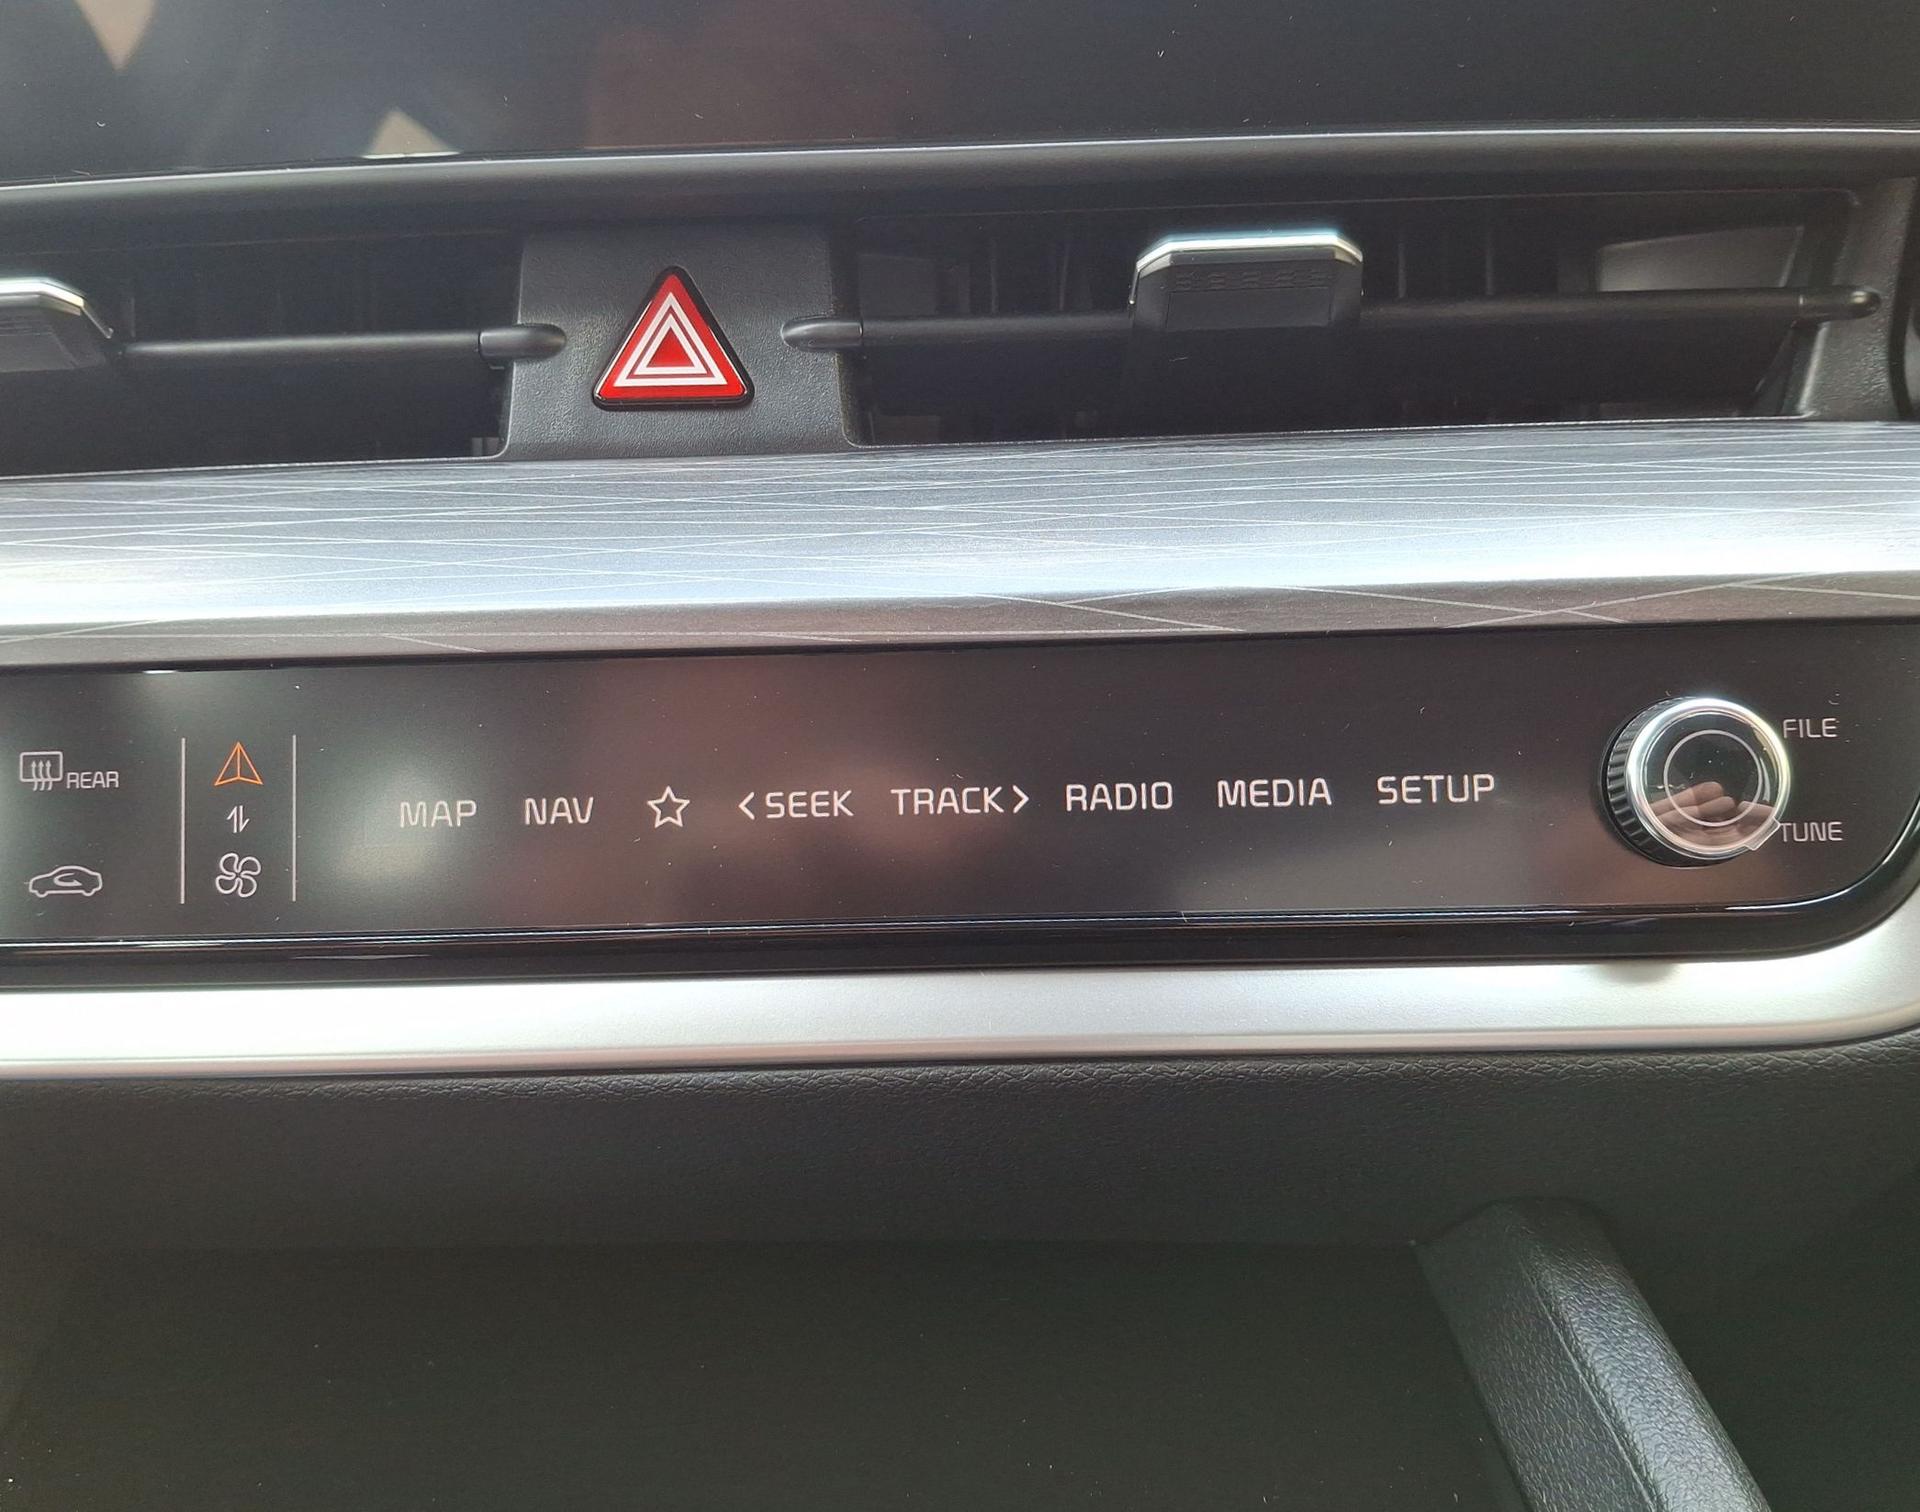 REAR
MAP NAV <SEEK TRACK> RADIO MEDIA SETUP
FILE
TUNE